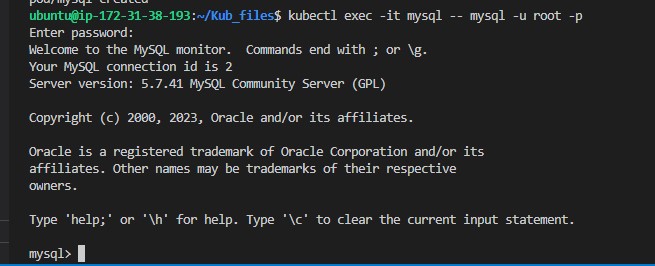 pod/mysql created
ubuntu@ip-172-31-38-193:~/Kub_files$ kubectl exec -it mysql -- mysql -u root -p
Enter password:
Welcome to the MySQL monitor.  Commands end with ; or \g.
Your MySQL connection id is 2
Server version: 5.7.41 MySQL Community Server (GPL)

Copyright (c) 2000, 2023, Oracle and/or its affiliates.

Oracle is a registered trademark of Oracle Corporation and/or its
affiliates. Other names may be trademarks of their respective
owners.

Type 'help;' or '\h' for help. Type '\c' to clear the current input statement.

mysql>